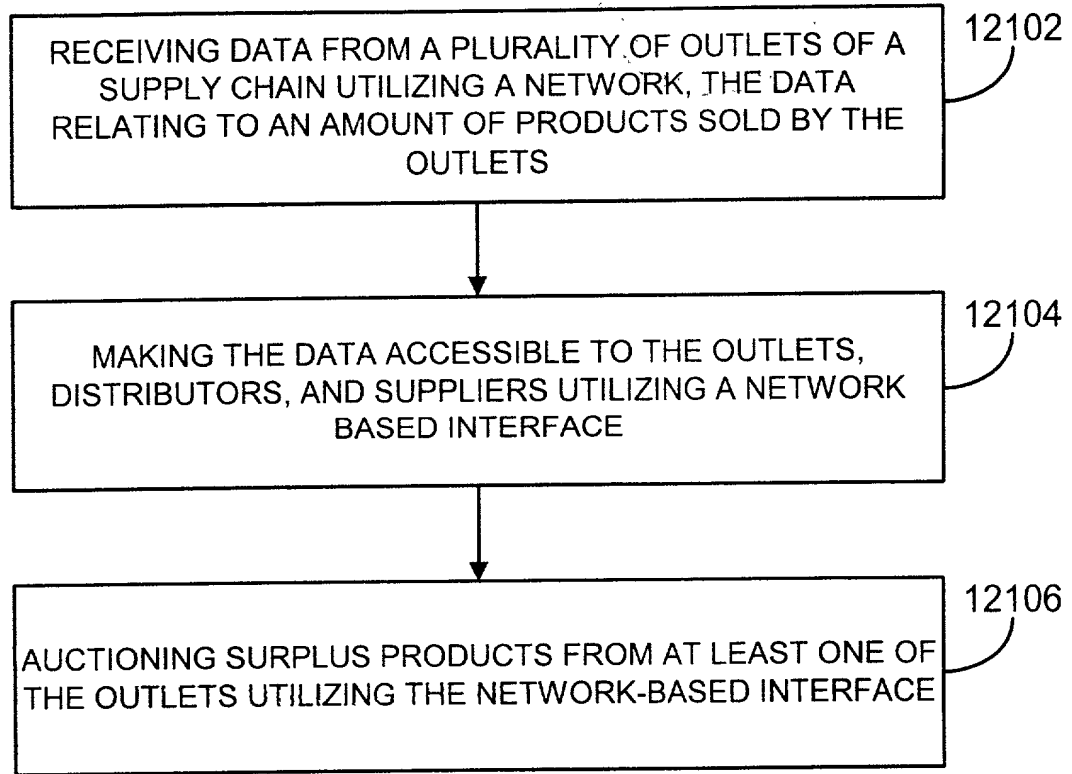 12102
RECEIVING DATA FROM A PLURALITY OF OUTLETS OF A
SUPPLY CHAIN UTILIZING A NETWORK, THE DATA
RELATING TO AN AMOUNT OF PRODUCTS SOLD BY THE
OUTLETS
12104
MAKING THE DATA ACCESSIBLE TO THE OUTLETS,
DISTRIBUTORS, AND SUPPLIERS UTILIZING A NETWORK
BASED INTERFACE
12106
AUCTIONING SURPLUS PRODUCTS FROM AT LEAST ONE OF
THE OUTLETS UTILIZING THE NETWORK-BASED INTERFACE